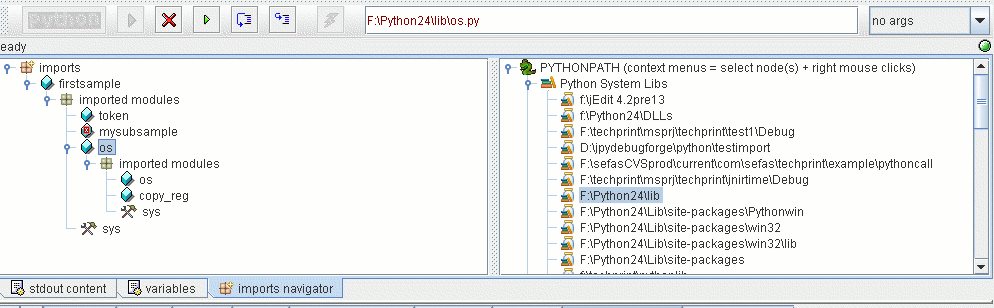 PYTHON
F:\Python24\lib\os.py
no args
eady
imports
firstsample
imported modules
token
mysubsample
os
imported modules
os
copy_reg
sys
sys
PYTHONPATH (context menus = select node(s) + right mouse clicks)
Python System Libs
f:\jEdit 4.2pre13
f:\Python24\DLLs
F:\techprint\msprj\techprint\test1\Debug
D:\jpydebugforge\python\testimport
F:\sefasCVSprod\current\com\sefas\techprint\example\pythoncall
F:\techprint\msprj\techprint\jnirtime\Debug
F:\Python24\lib
F:\Python24\Lib\site-packages\Pythonwin
F:\Python24\Lib\site-packages\win32
F:\Python24\Lib\site-packages\win32\lib
F:\Python24\Lib\site-packages
stdout content
variables
imports navigator